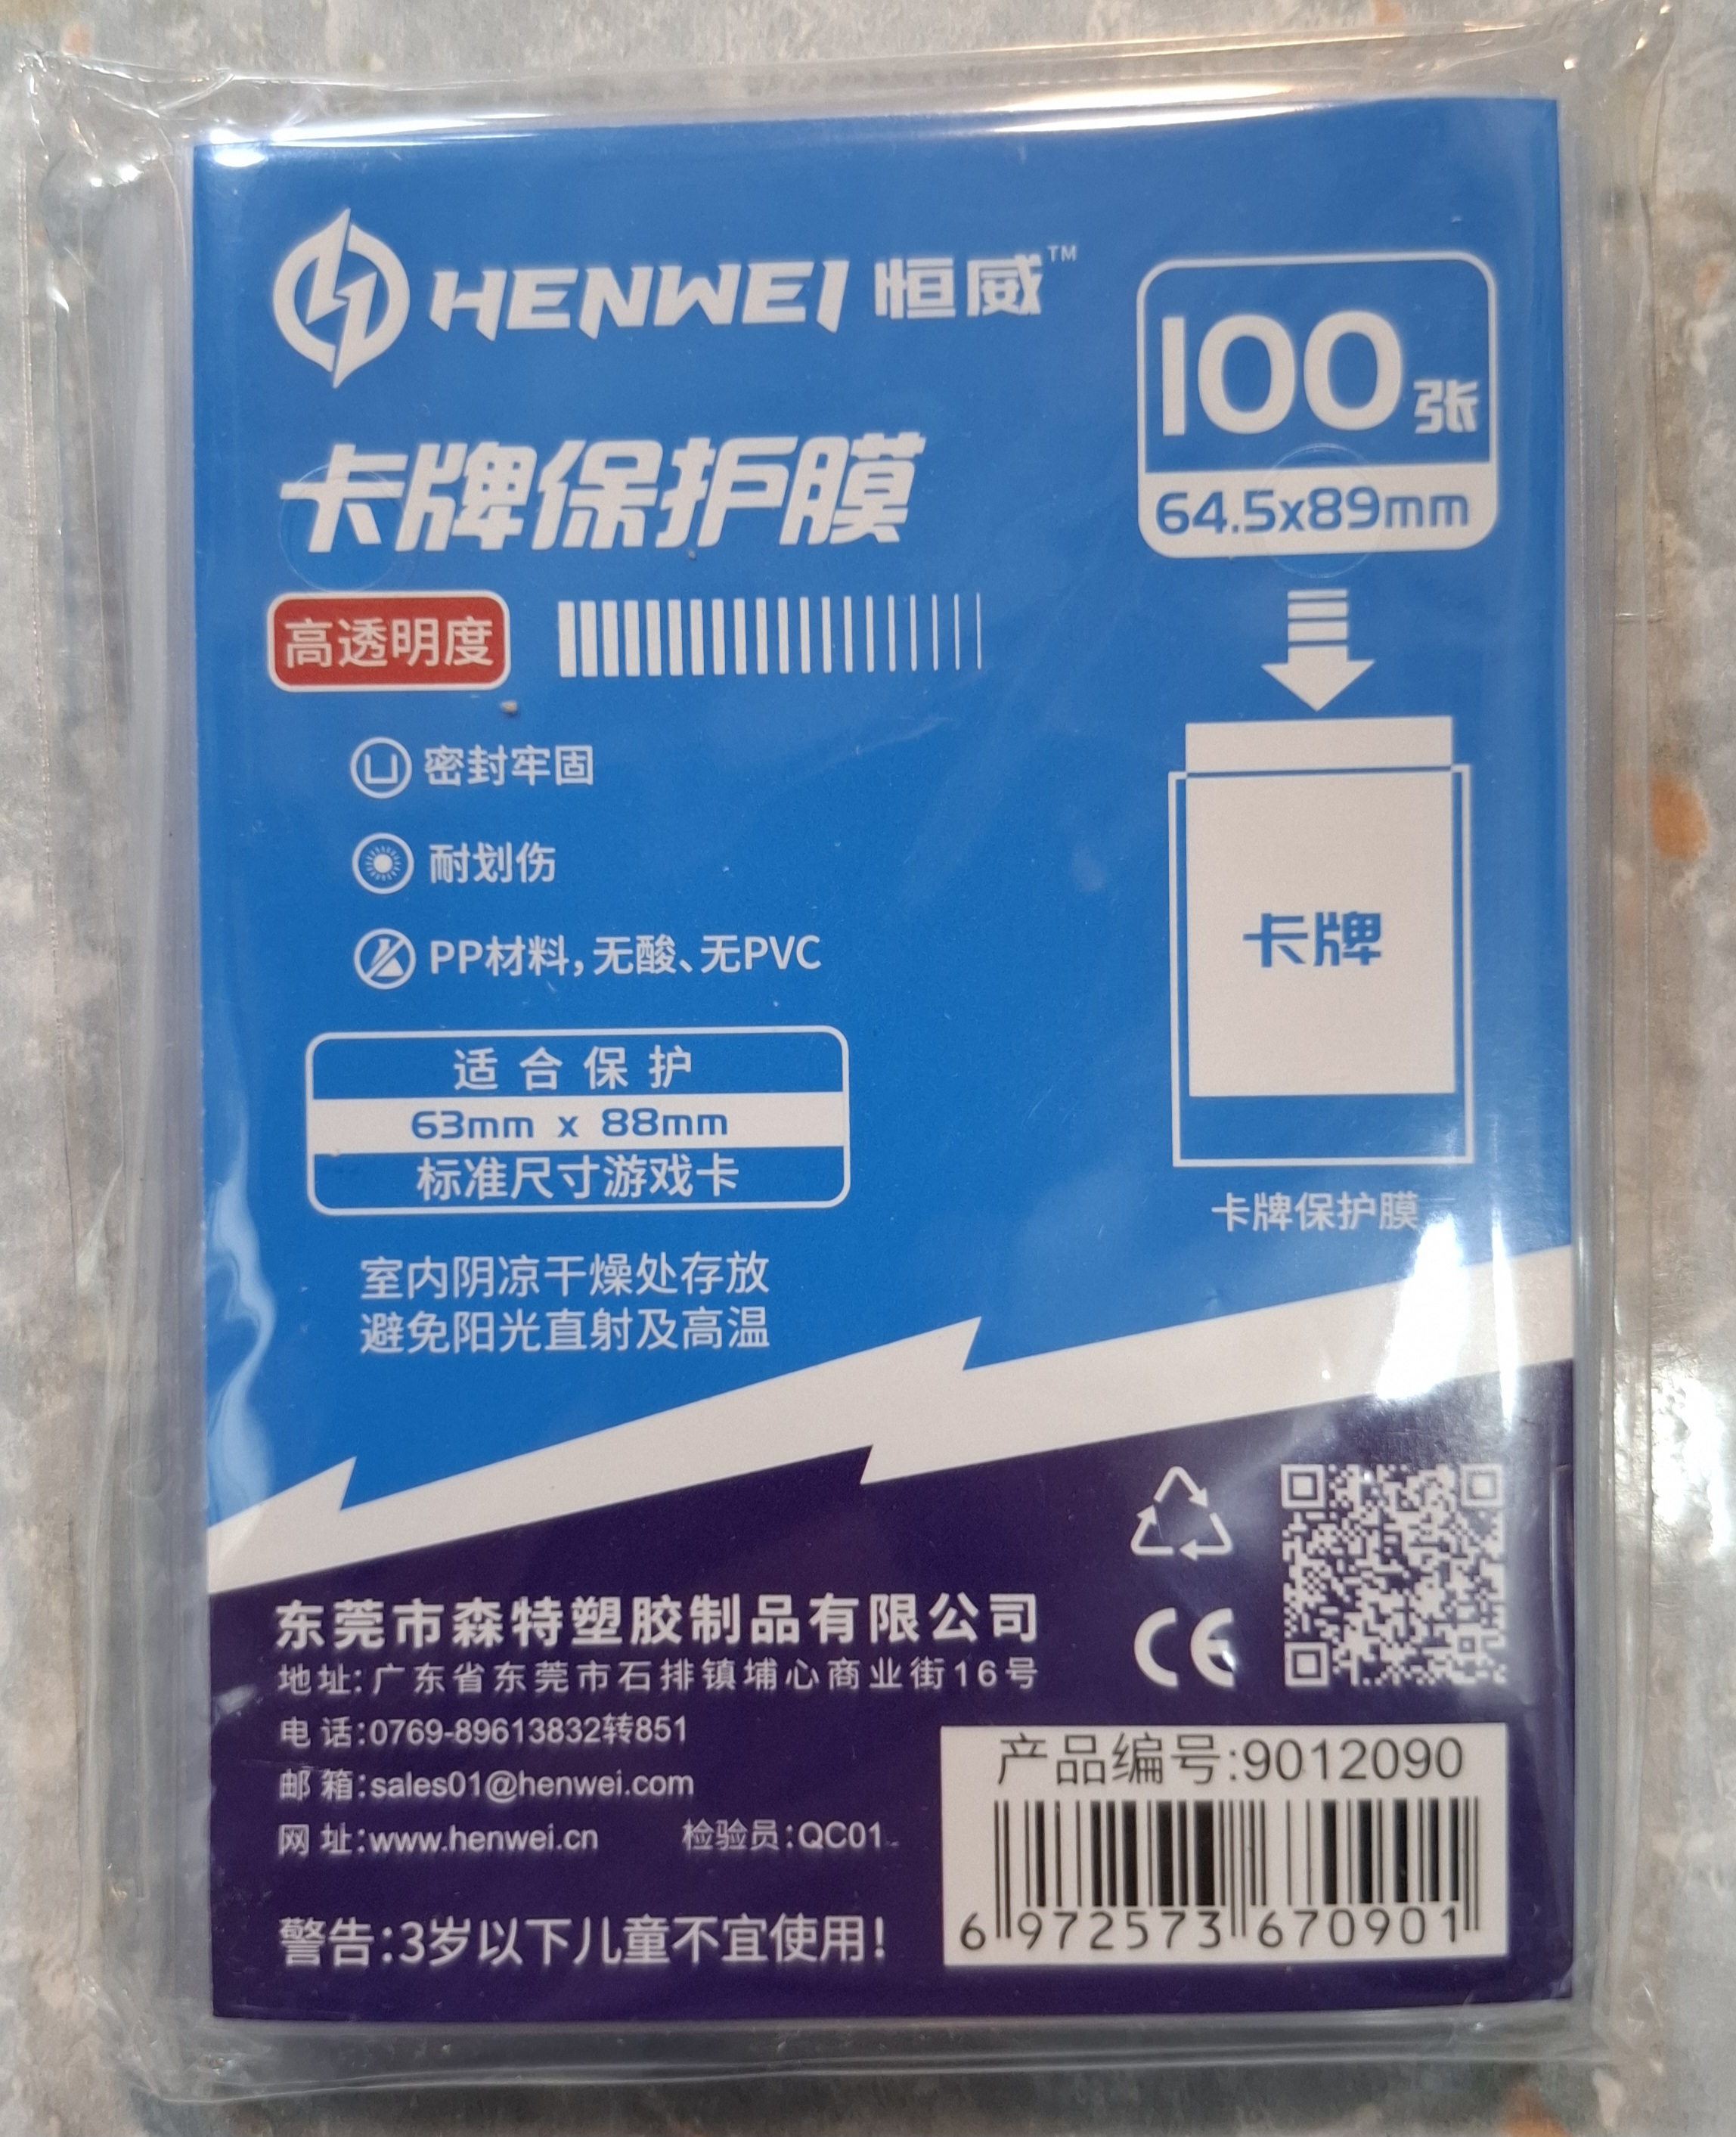 HENWEI 恒威™
100张
64.5x89mm
卡牌保护膜
高透明度
密封牢固
耐划伤
PP材料,无酸、无PVC
卡牌
卡牌保护膜
适合保护
63mm x 88mm
标准尺寸游戏卡
室内阴凉干燥处存放
避免阳光直射及高温
东莞市森特塑胶制品有限公司
地址:广东省东莞市石排镇埔心商业街16号
电 话:0769-89613832转851
邮 箱:sales01@henwei.com
网 址:www.henwei.cn 检验员:QC01
警告:3岁以下儿童不宜使用!
CE
产品编号:9012090
6 972573 670901